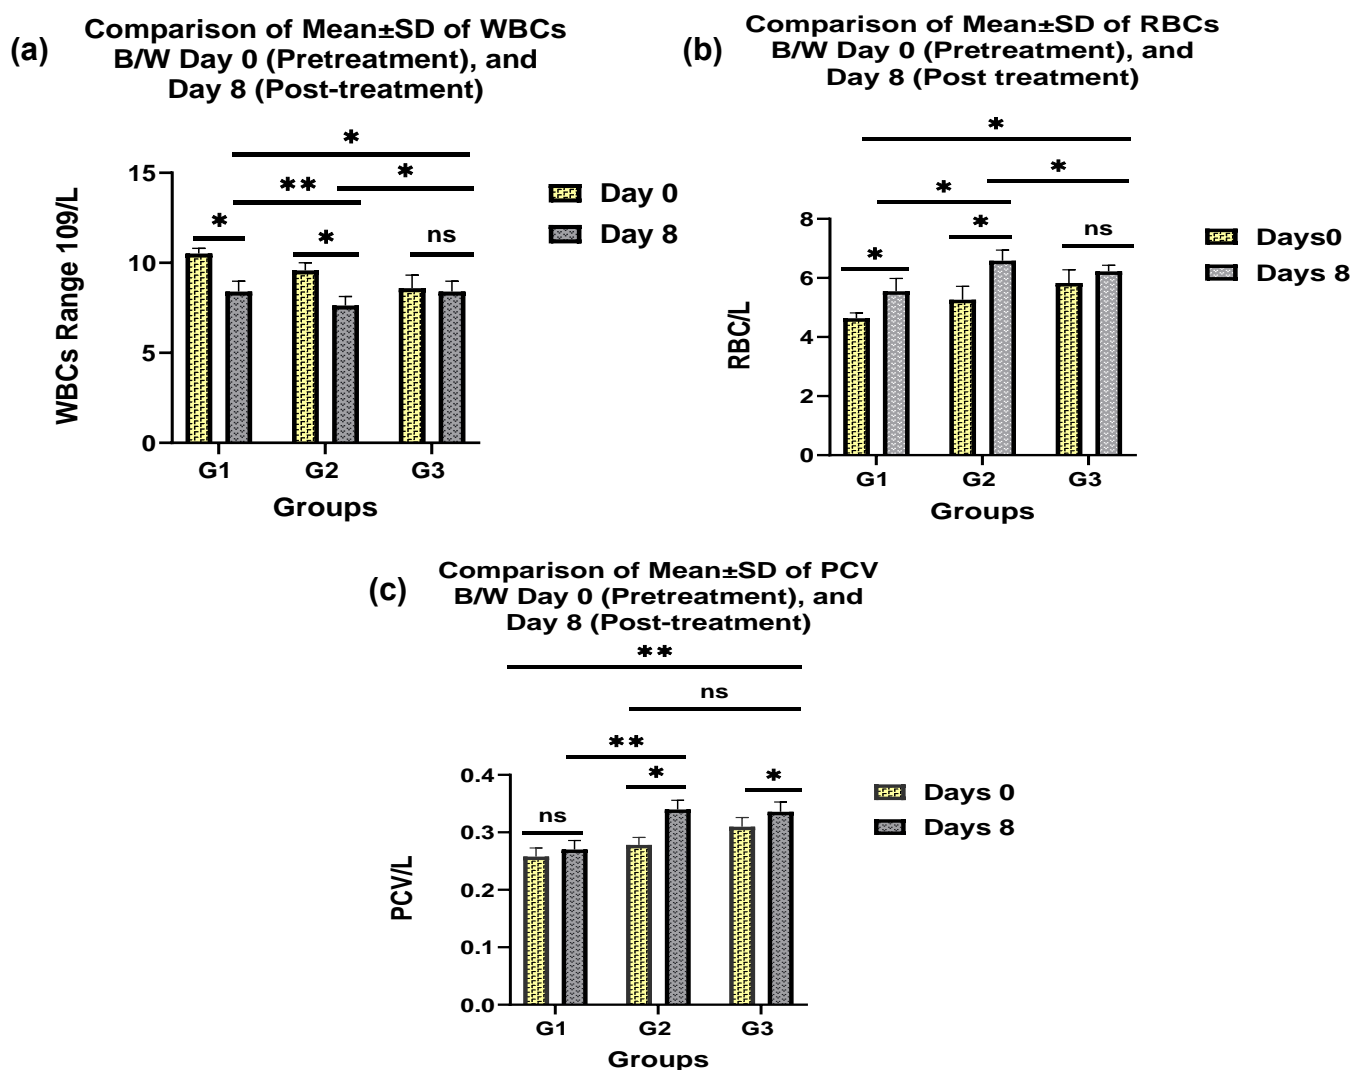 (a)
Comparison of Mean±SD of WBCs
B/W Day 0 (Pretreatment), and
Day 8 (Post-treatment)
*
*
**
*
*
ns
15
10
5
0
WBCs Range 109/L
G1
G2
G3
Groups
Day 0
Day 8
(b)
Comparison of Mean±SD of RBCs
B/W Day 0 (Pretreatment), and
Day 8 (Post treatment)
*
*
*
*
*
ns
8
6
4
2
0
RBC/L
G1
G2
G3
Groups
Days0
Days 8
(c)
Comparison of Mean±SD of PCV
B/W Day 0 (Pretreatment), and
Day 8 (Post-treatment)
**
ns
**
*
*
ns
0.4
0.3
0.2
0.1
0.0
PCV/L
G1
G2
G3
Groups
Days 0
Days 8